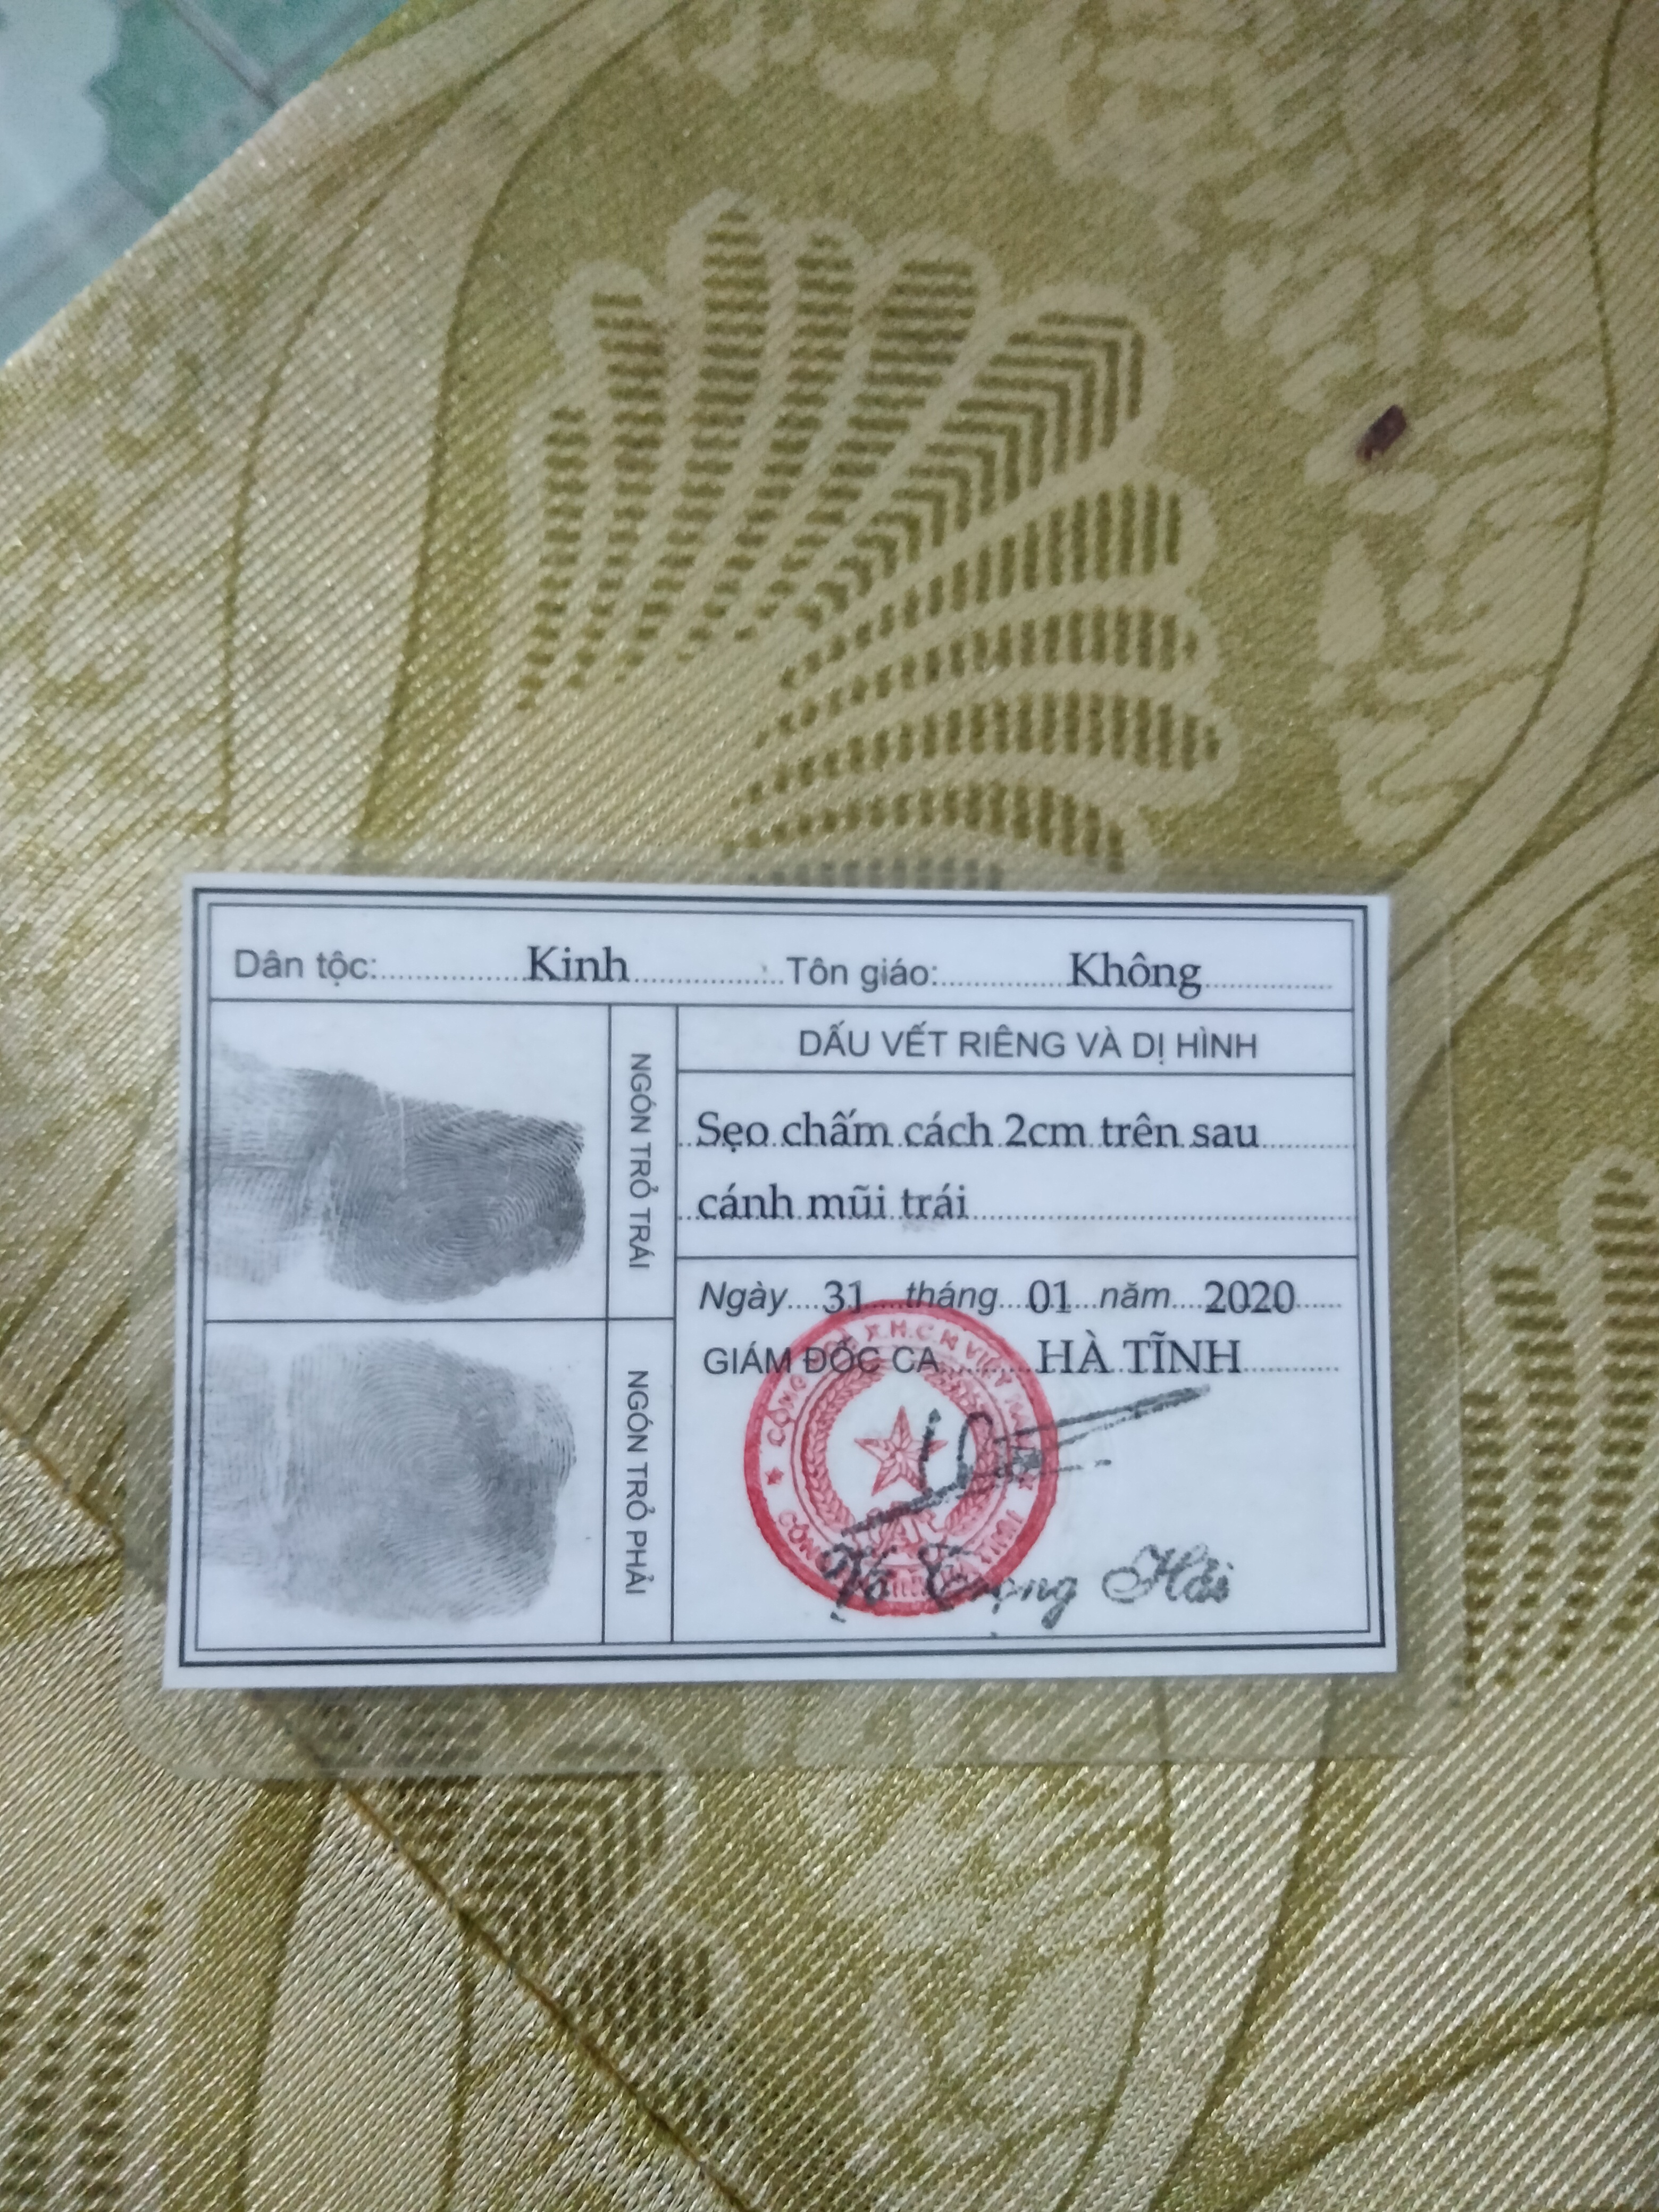 Dân tộc: Kinh Tôn giáo: Không
NGÓN TRỎ TRÁI
DẤU VẾT RIÊNG VÀ DỊ HÌNH
Sẹo chấm cách 2cm trên sau
cánh mũi trái
NGÓN TRỎ PHẢI
Ngày 31 tháng 01 năm 2020
GIÁM ĐỐC CA HÀ TĨNH
X.H.C.N VIỆT NAM
Trọng Hải